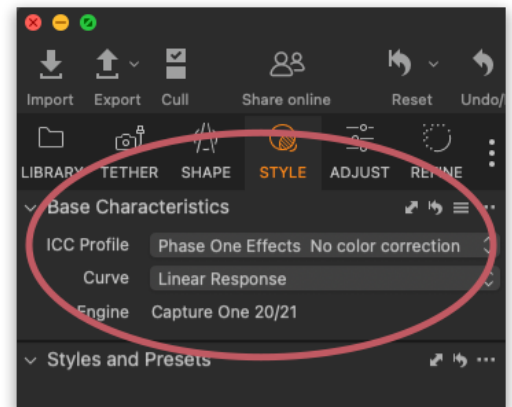 Import Export Cull Share online Reset Undo/
LIBRARY TETHER SHAPE STYLE ADJUST REFINE
Base Characteristics
ICC Profile Phase One Effects No color correction
Curve Linear Response
Engine Capture One 20/21
Styles and Presets